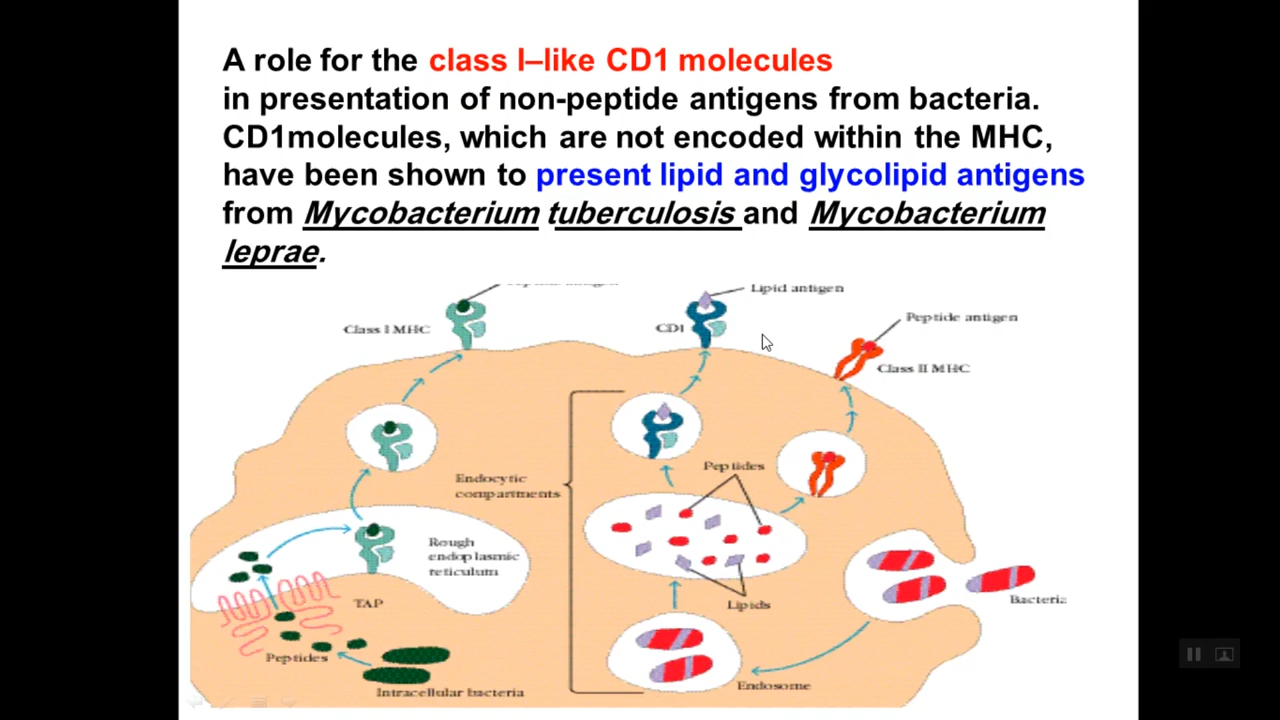 A role for the class I–like CD1 molecules
in presentation of non-peptide antigens from bacteria.
CD1molecules, which are not encoded within the MHC,
have been shown to present lipid and glycolipid antigens
from Mycobacterium tuberculosis and Mycobacterium
leprae.
Lipid antigen
Class I MHC
CD1
Peptide antigen
Class II MHC
Peptides
Endocytic
compartments
Rough
endoplasmic
reticulum
TAP
Lipids
Bacteria
Peptides
Intracellular bacteria
Endosome